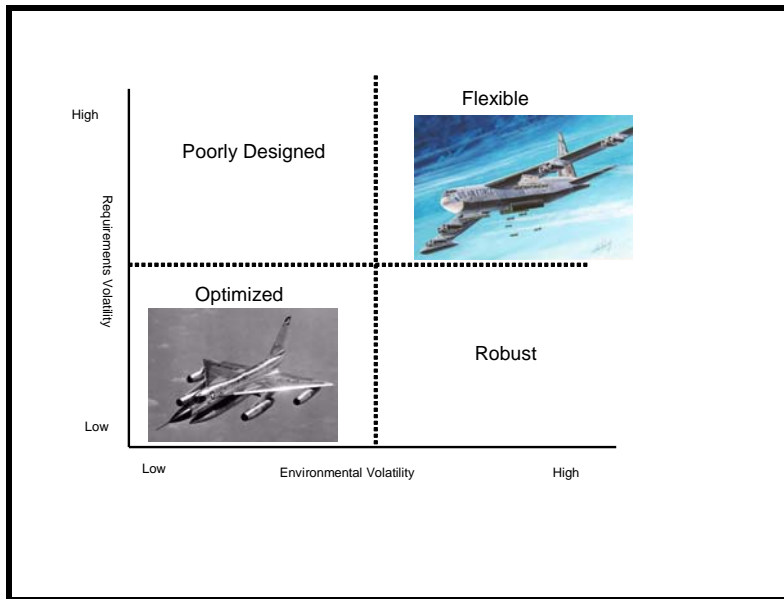 Flexible
High
Poorly Designed
Requirements Volatility
Optimized
Robust
Low
Low
Environmental Volatility
High